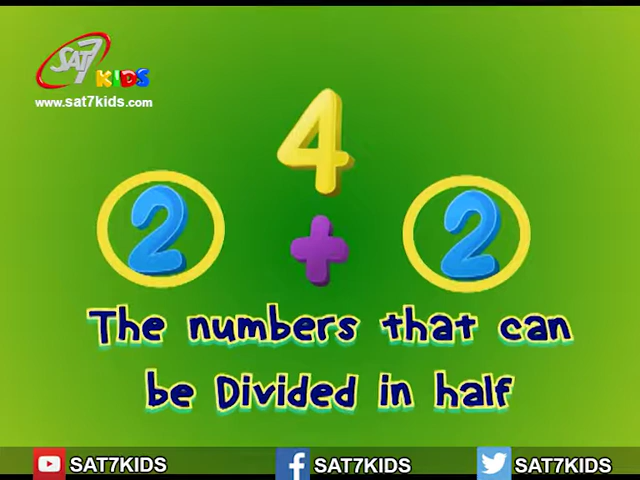 SAT7
KIDS
www.sat7kids.com
4
2 + 2
The numbers that can
be Divided in half
SAT7KIDS SAT7KIDS SAT7KIDS